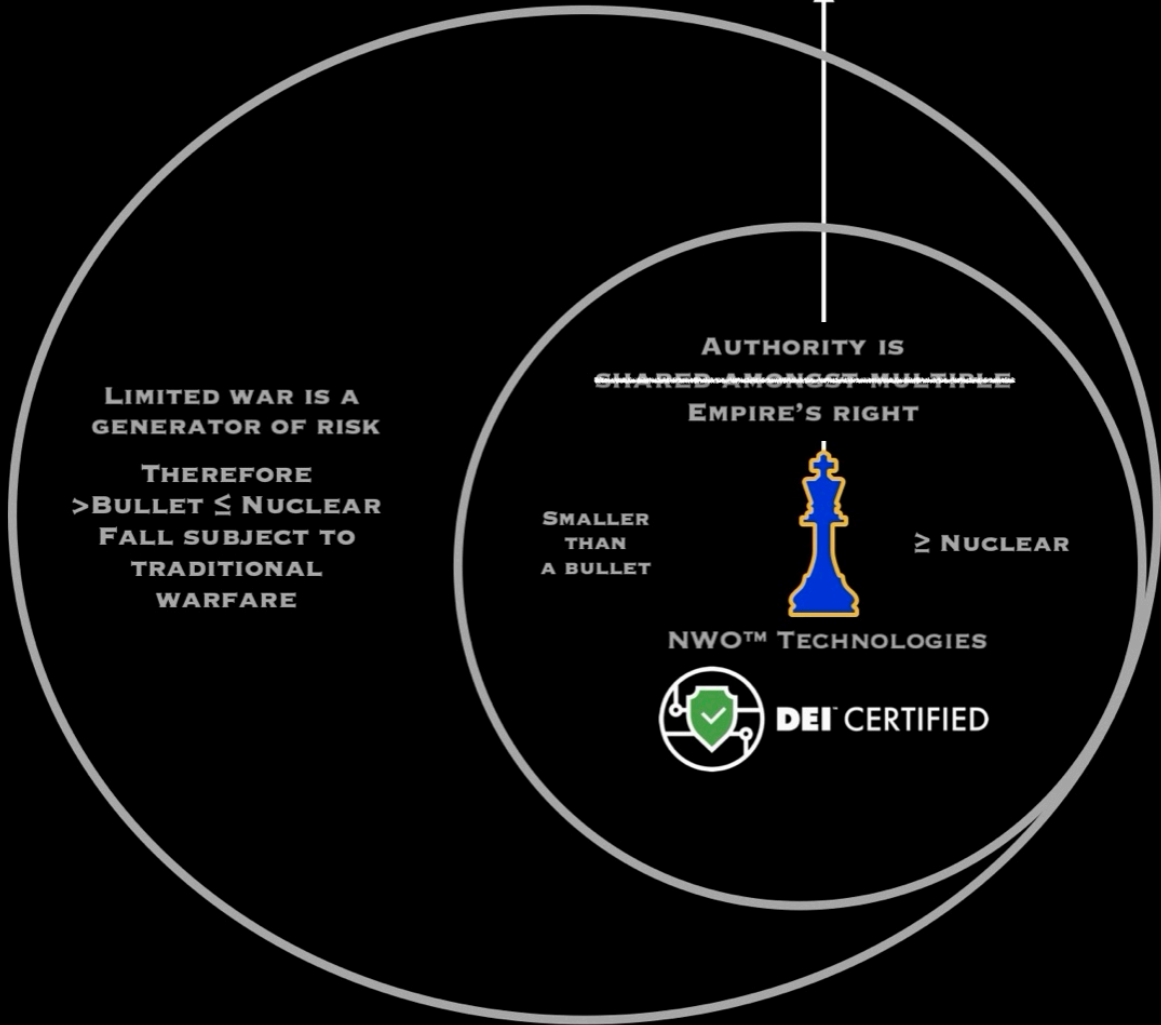 Authority is
shared amongst multiple
Empire’s right
Limited war is a
generator of risk
Therefore
>Bullet ≤ Nuclear
Fall subject to
traditional
warfare
Smaller
than
a bullet
≥ Nuclear
NWO™ Technologies
DEI™ CERTIFIED